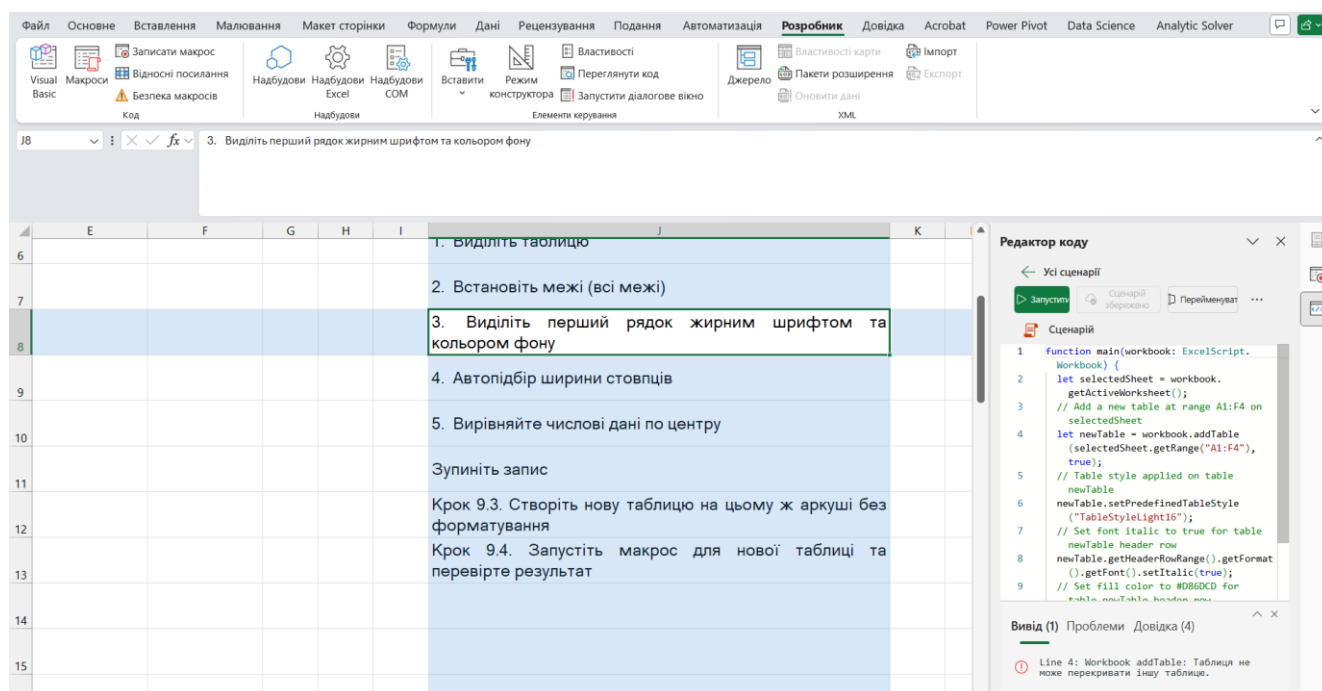 Файл Основне Вставлення Малювання Макет сторінки Формули Дані Рецензування Подання Автоматизація Розробник Довідка Acrobat Power Pivot Data Science Analytic Solver
Visual Basic
Макроси
Записати макрос
Відносні посилання
Безпека макросів
Код
Надбудови
Надбудови Excel
Надбудови COM
Надбудови
Вставити
Режим конструктора
Властивості
Переглянути код
Запустити діалогове вікно
Елементи керування
Джерело
Властивості карти
Пакети розширення
Оновити дані
Імпорт
Експорт
XML
J8
fx
3. Виділіть перший рядок жирним шрифтом та кольором фону
E F G H I J K
6
1. Виділіть таблицю
7
2. Встановіть межі (всі межі)
8
3. Виділіть перший рядок жирним шрифтом та
кольором фону
9
4. Автопідбір ширини стовпців
10
5. Вирівняйте числові дані по центру
11
Зупиніть запис
12
Крок 9.3. Створіть нову таблицю на цьому ж аркуші без
форматування
13
Крок 9.4. Запустіть макрос для нової таблиці та
перевірте результат
14
15
Редактор коду
Усі сценарії
Запустити
Сценарій збережено
Перейменуват
Сценарій
1 function main(workbook: ExcelScript.
Workbook) {
2 let selectedSheet = workbook.
getActiveWorksheet();
3 // Add a new table at range A1:F4 on
selectedSheet
4 let newTable = workbook.addTable
(selectedSheet.getRange("A1:F4"),
true);
5 // Table style applied on table
newTable
6 newTable.setPredefinedTableStyle
("TableStyleLight16");
7 // Set font italic to true for table
newTable header row
8 newTable.getHeaderRowRange().getFormat
().getFont().setItalic(true);
9 // Set fill color to #D86DCD for
table newTable header row
Вивід (1) Проблеми Довідка (4)
Line 4: Workbook addTable: Таблиця не
може перекривати іншу таблицю.